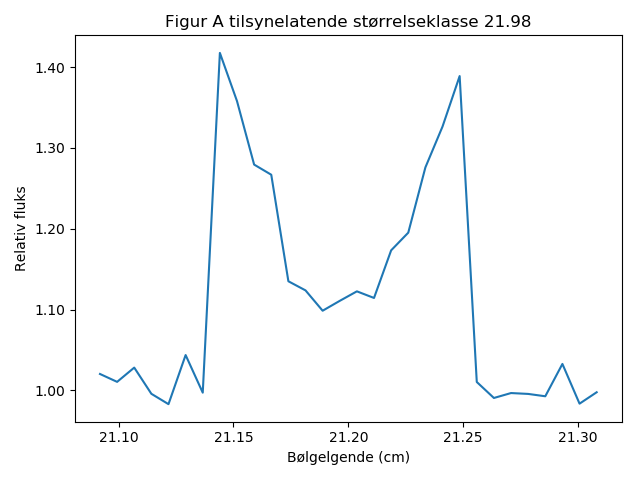 Figur A tilsynelatende størrelseklasse 21.98
1.40
1.30
1.20
1.10
1.00
Relativ fluks
21.10 21.15 21.20 21.25 21.30
Bølgelgende (cm)